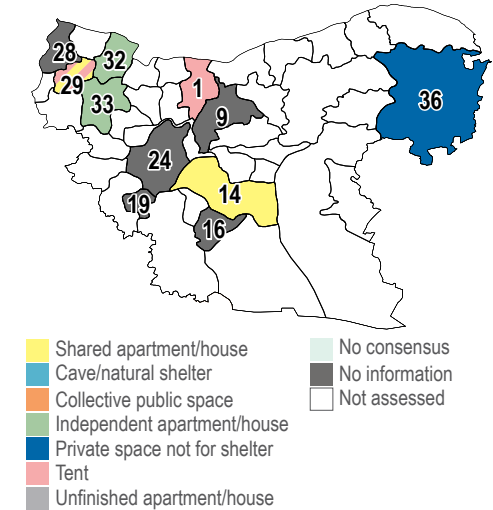 28
32
29
1
36
33
9
24
14
19
16
Shared apartment/house
Cave/natural shelter
Collective public space
Independent apartment/house
Private space not for shelter
Tent
Unfinished apartment/house
No consensus
No information
Not assessed